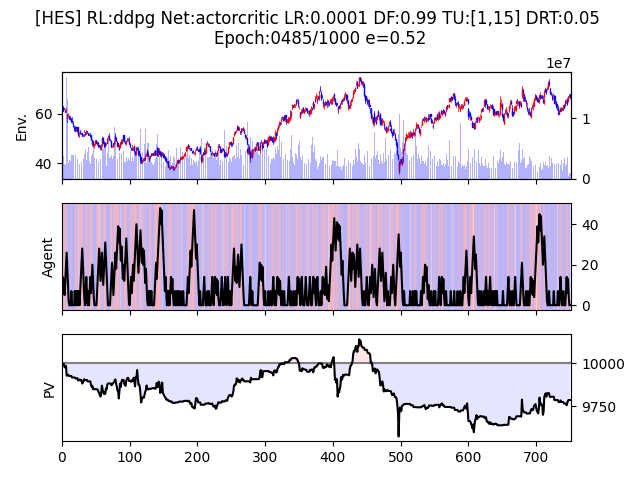 [HES] RL:ddpg Net:actorcritic LR:0.0001 DF:0.99 TU:[1,15] DRT:0.05
Epoch:0485/1000 e=0.52
1e7
Env.
60
40
1
0
Agent
40
20
0
PV
10000
9750
0 100 200 300 400 500 600 700